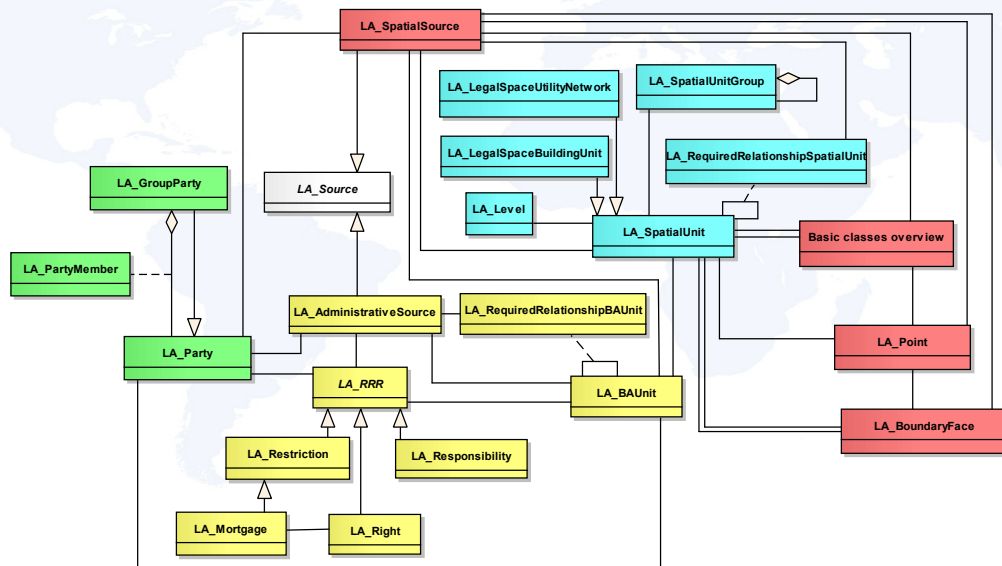 LA_SpatialSource
LA_SpatialUnitGroup
LA_LegalSpaceUtilityNetwork
LA_LegalSpaceBuildingUnit
LA_RequiredRelationshipSpatialUnit
LA_GroupParty
LA_Source
LA_Level
LA_SpatialUnit
Basic classes overview
LA_PartyMember
LA_AdministrativeSource
LA_RequiredRelationshipBAUnit
LA_Party
LA_Point
LA_RRR
LA_BAUnit
LA_BoundaryFace
LA_Restriction
LA_Responsibility
LA_Mortgage
LA_Right